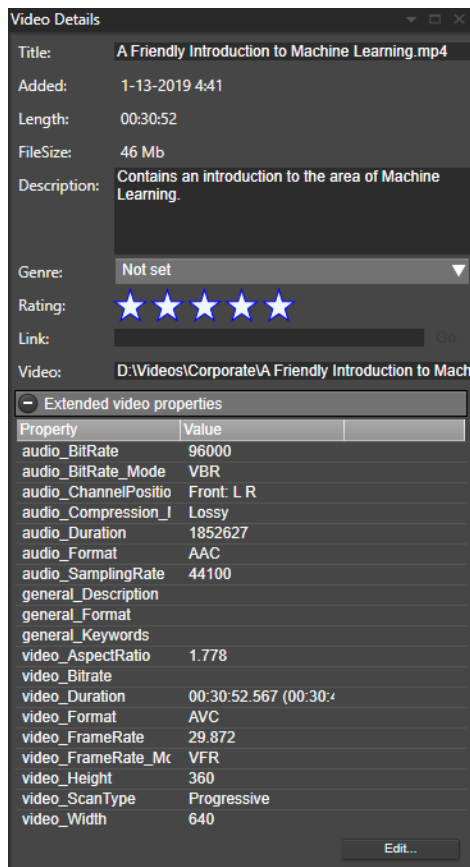 Video Details
Title: A Friendly Introduction to Machine Learning.mp4
Added: 1-13-2019 4:41
Length: 00:30:52
FileSize: 46 Mb
Description: Contains an introduction to the area of Machine
Learning.
Genre: Not set
Rating:
Link: Go
Video: D:\Videos\Corporate\A Friendly Introduction to Mach
Extended video properties
Property Value
audio_BitRate 96000
audio_BitRate_Mode VBR
audio_ChannelPositio Front: L R
audio_Compression_I Lossy
audio_Duration 1852627
audio_Format AAC
audio_SamplingRate 44100
general_Description
general_Format
general_Keywords
video_AspectRatio 1.778
video_Bitrate
video_Duration 00:30:52.567 (00:30:4
video_Format AVC
video_FrameRate 29.872
video_FrameRate_Mc VFR
video_Height 360
video_ScanType Progressive
video_Width 640
Edit...